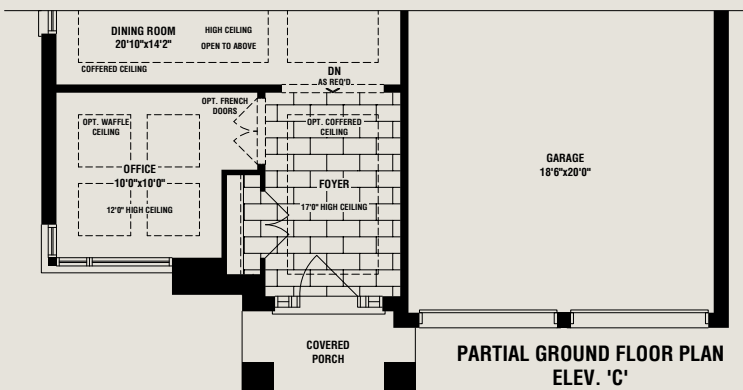 DINING ROOM
20'10"x14'2"
HIGH CEILING
OPEN TO ABOVE
COFFERED CEILING
DN
AS REQ'D
OPT. FRENCH
DOORS
OPT. WAFFLE
CEILING
OPT. COFFERED
CEILING
OFFICE
10'0"x10'0"
12'0" HIGH CEILING
FOYER
17'0" HIGH CEILING
GARAGE
18'6"x20'0"
COVERED
PORCH
PARTIAL GROUND FLOOR PLAN
ELEV. 'C'